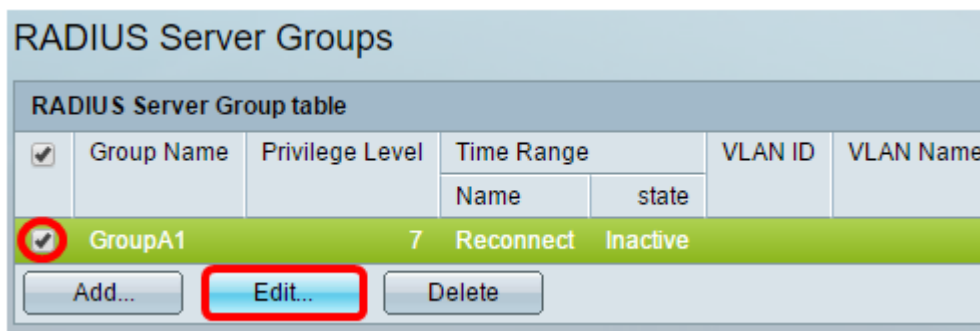 RADIUS Server Groups
RADIUS Server Group table
Group Name Privilege Level Time Range VLAN ID VLAN Name
Name state
GroupA1 7 Reconnect Inactive
Add... Edit... Delete